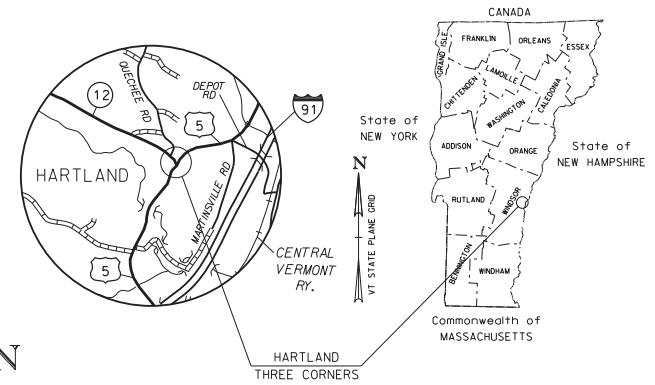 CANADA
GRAND ISLE
FRANKLIN
ORLEANS
ESSEX
LAMOILLE
CHITTENDEN
CALEDONIA
WASHINGTON
State of
NEW YORK
ADDISON
ORANGE
State of
NEW HAMPSHIRE
RUTLAND
WINDSOR
BENNINGTON
WINDHAM
Commonwealth of
MASSACHUSETTS
N
VT STATE PLANE GRID
QUECHEE RD
12
DEPOT
RD
91
5
HARTLAND
MARTINSVILLE RD
5
CENTRAL
VERMONT
RY.
HARTLAND
THREE CORNERS
N